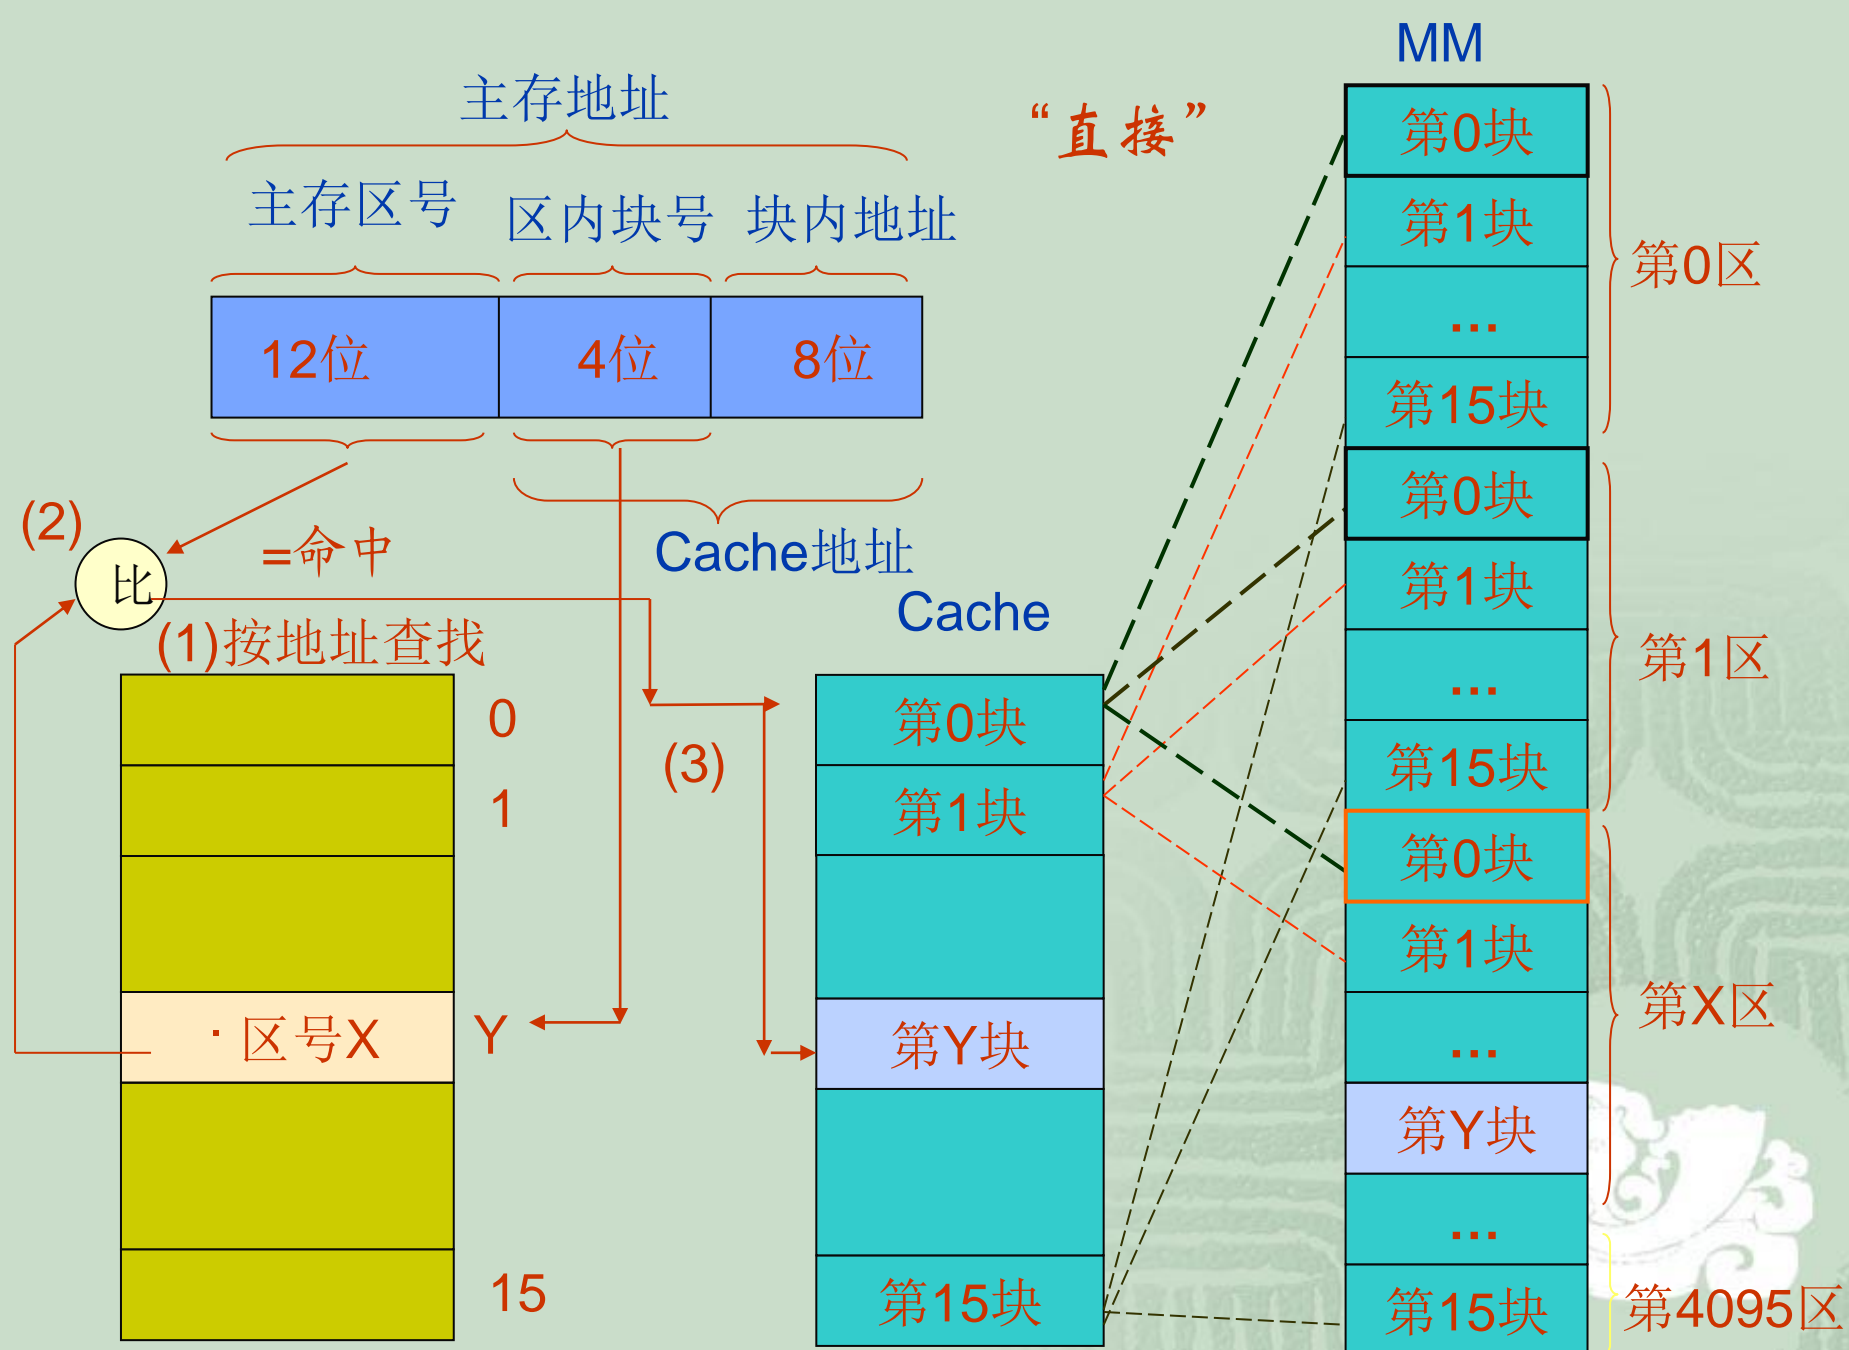 MM
主存地址
“直接”
主存区号 区内块号 块内地址
12位 4位 8位
(2)
=命中
Cache地址
比
(1)按地址查找
Cache
0
1
区号X
Y
15
(3)
第0块
第1块
第Y块
第15块
第0块
第1块
...
第15块
第0区
第0块
第1块
...
第15块
第1区
第0块
第1块
...
第Y块
...
第15块
第X区
第4095区